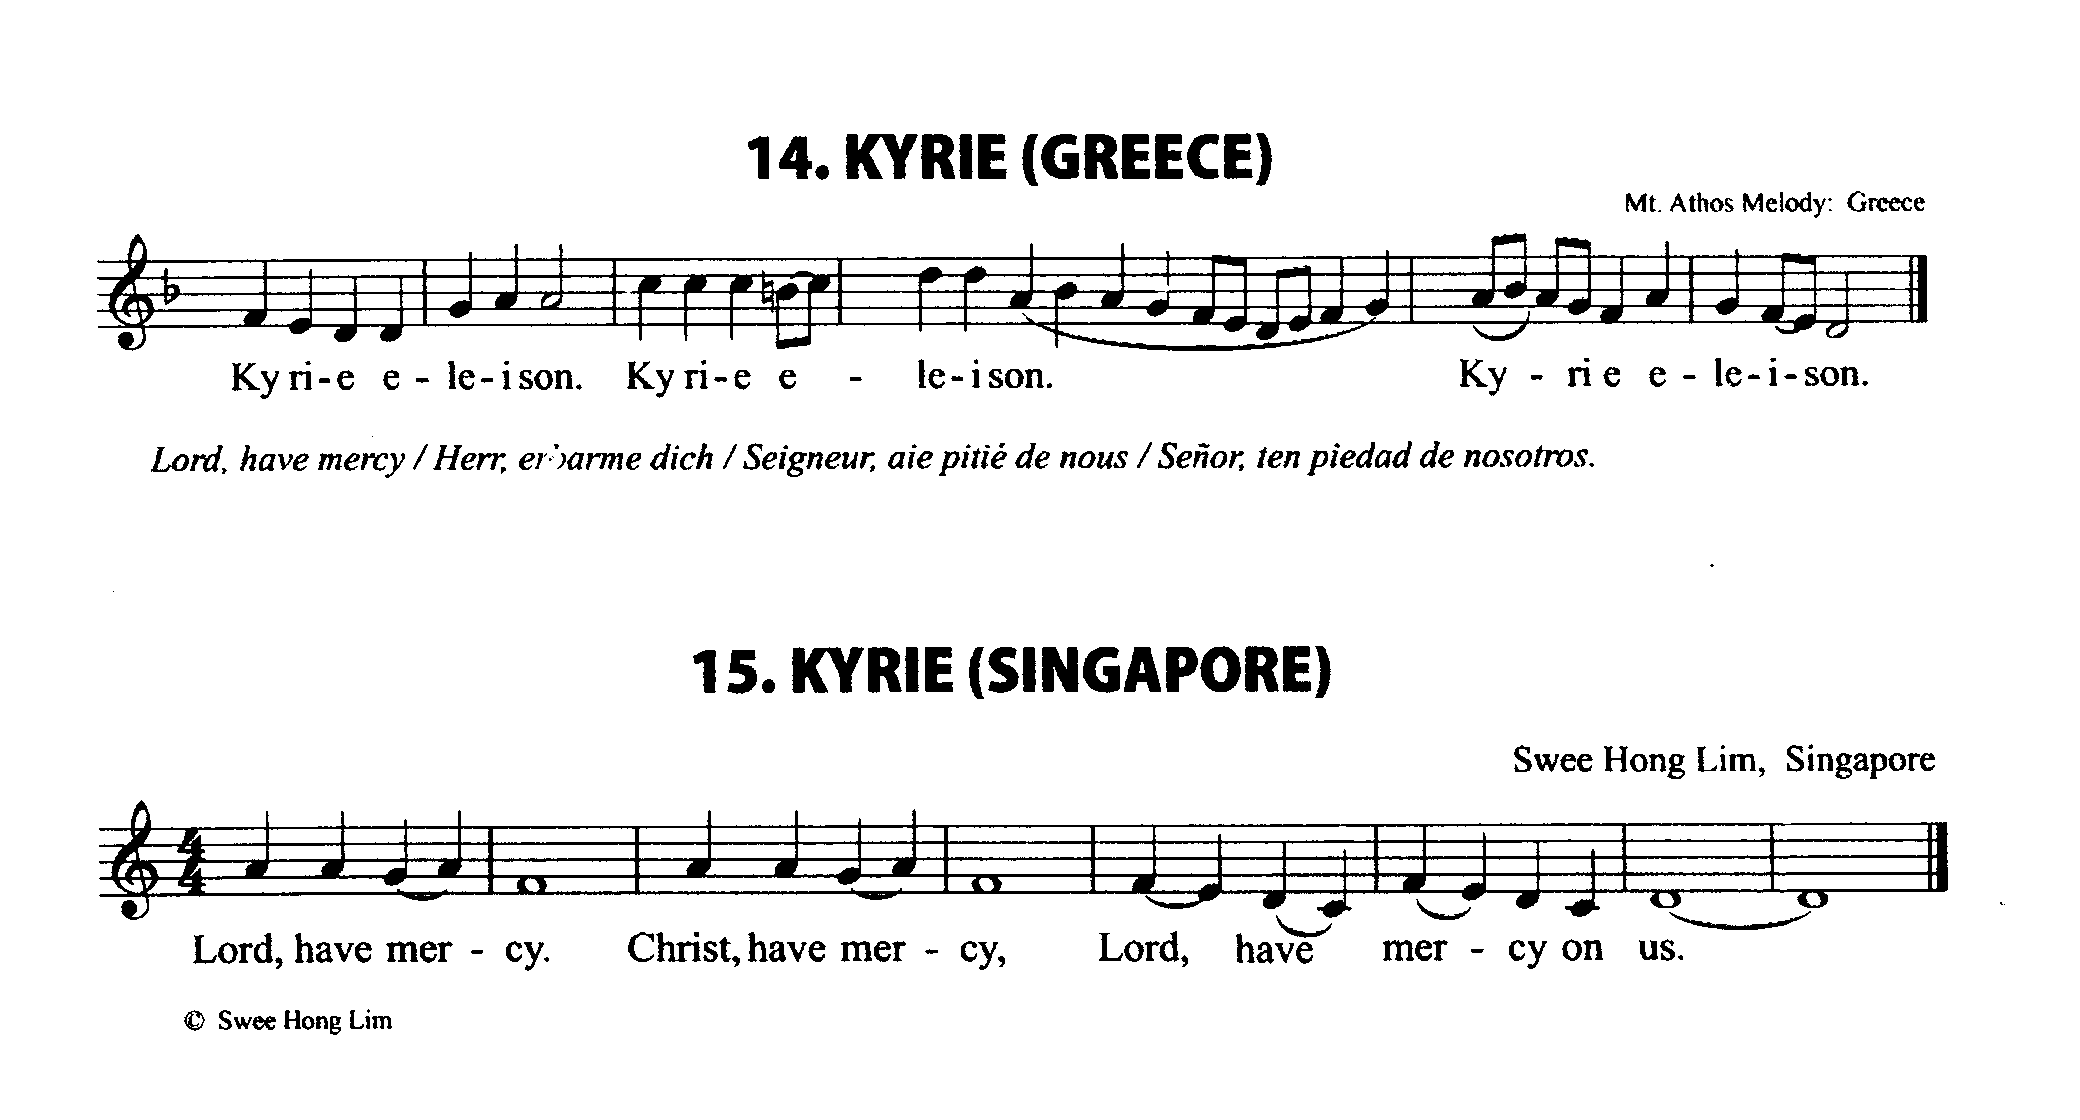 14. KYRIE (GREECE)
Mt. Athos Melody: Greece
Ky ri-e e - le-i son. Ky ri-e e - le-i son. Ky - ri e e - le-i-son.
Lord, have mercy / Herr, erbarme dich / Seigneur, aie pitié de nous / Señor, ten piedad de nosotros.
15. KYRIE (SINGAPORE)
Swee Hong Lim, Singapore
4
4
Lord, have mer - cy. Christ, have mer - cy, Lord, have mer - cy on us.
© Swee Hong Lim